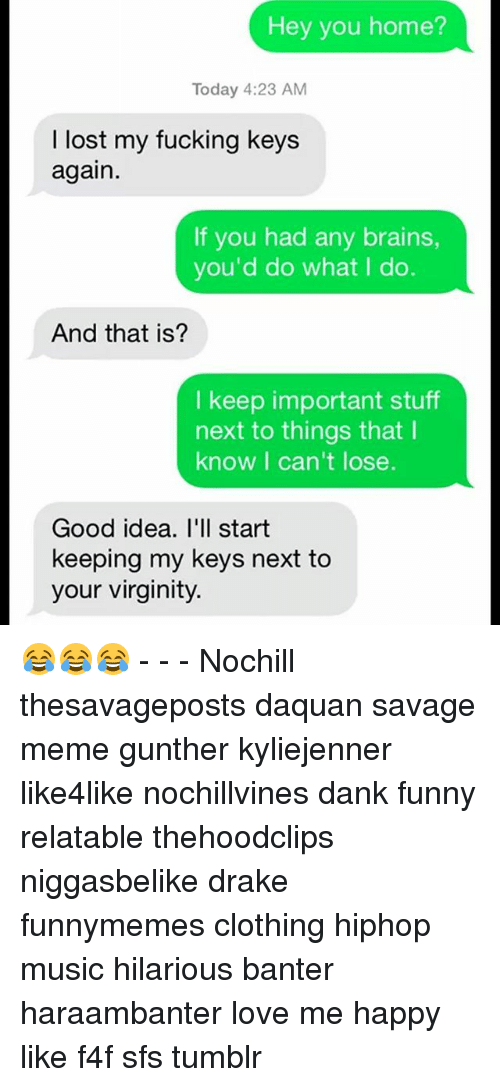 Hey you home?
Today 4:23 AM
I lost my fucking keys
again.
If you had any brains,
you'd do what I do.
And that is?
I keep important stuff
next to things that I
know I can't lose.
Good idea. I'll start
keeping my keys next to
your virginity.
😂😂😂 - - - Nochill
thesavageposts daquan savage
meme gunther kyliejenner
like4like nochillvines dank funny
relatable thehoodclips
niggasbelike drake
funnymemes clothing hiphop
music hilarious banter
haraambanter love me happy
like f4f sfs tumblr